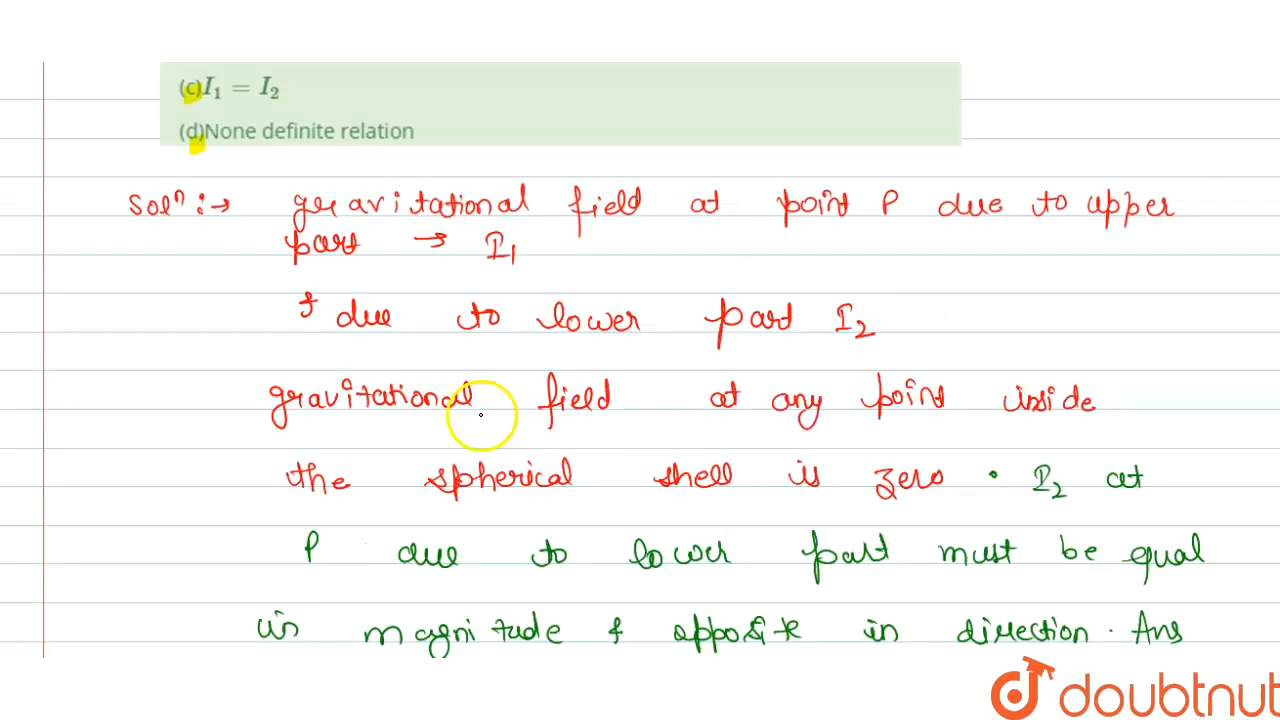 (c)I₁ = I₂
(d)None definite relation
Solⁿ :→ gravitational field at point P due to upper
part → I₁
& due to lower part I₂
gravitational field at any point inside
the spherical shell is zero . I₂ at
P due to lower part must be equal
in magnitude & opposite in direction . Ans
doubtnut